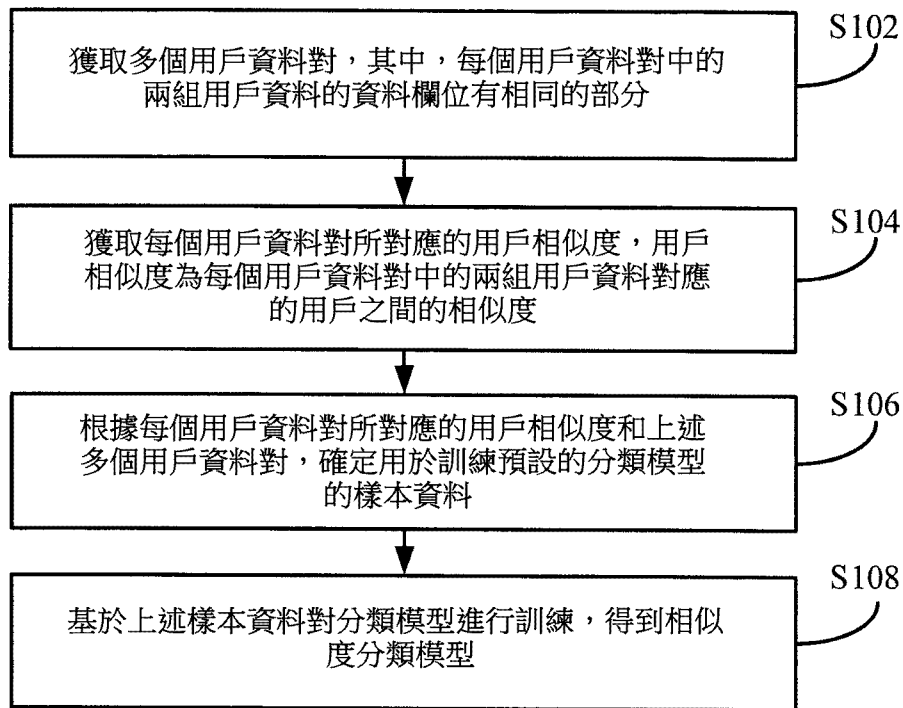 S102
獲取多個用戶資料對，其中，每個用戶資料對中的
兩組用戶資料的資料欄位有相同的部分
S104
獲取每個用戶資料對所對應的用戶相似度，用戶
相似度為每個用戶資料對中的兩組用戶資料對應
的用戶之間的相似度
S106
根據每個用戶資料對所對應的用戶相似度和上述
多個用戶資料對，確定用於訓練預設的分類模型
的樣本資料
S108
基於上述樣本資料對分類模型進行訓練，得到相似
度分類模型